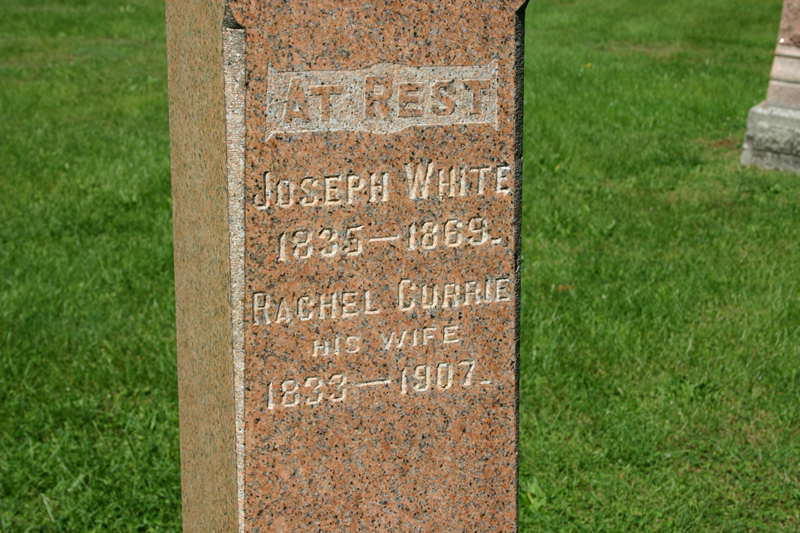 AT REST
JOSEPH WHITE
1835—1869.
RACHEL CURRIE
HIS WIFE
1833—1907.